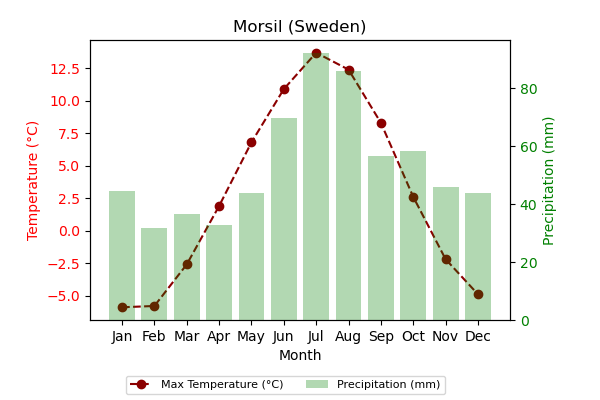 Morsil (Sweden)
12.5
10.0
7.5
5.0
2.5
0.0
−2.5
−5.0
Temperature (°C)
80
60
40
20
0
Precipitation (mm)
Jan Feb Mar Apr May Jun Jul Aug Sep Oct Nov Dec
Month
Max Temperature (°C) Precipitation (mm)